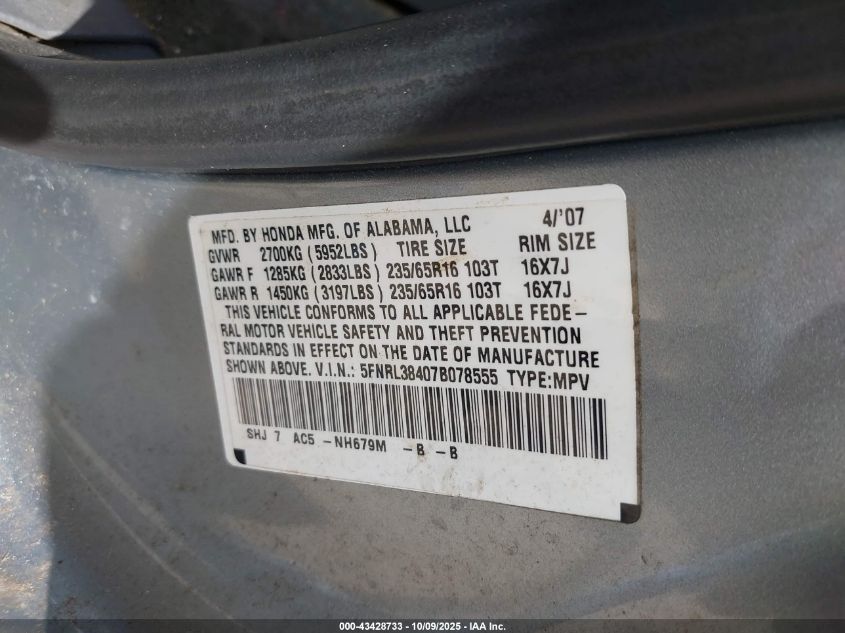 MFD. BY HONDA MFG. OF ALABAMA, LLC 4/'07
GVWR 2700KG (5952LBS) TIRE SIZE RIM SIZE
GAWR F 1285KG (2833LBS) 235/65R16 103T 16X7J
GAWR R 1450KG (3197LBS) 235/65R16 103T 16X7J
THIS VEHICLE CONFORMS TO ALL APPLICABLE FEDE-
RAL MOTOR VEHICLE SAFETY AND THEFT PREVENTION
STANDARDS IN EFFECT ON THE DATE OF MANUFACTURE
SHOWN ABOVE. V.I.N.: 5FNRL38407B078555 TYPE:MPV
SHJ 7 AC5 -NH679M -B -B
000-43428733 - 10/09/2025 - IAA Inc.